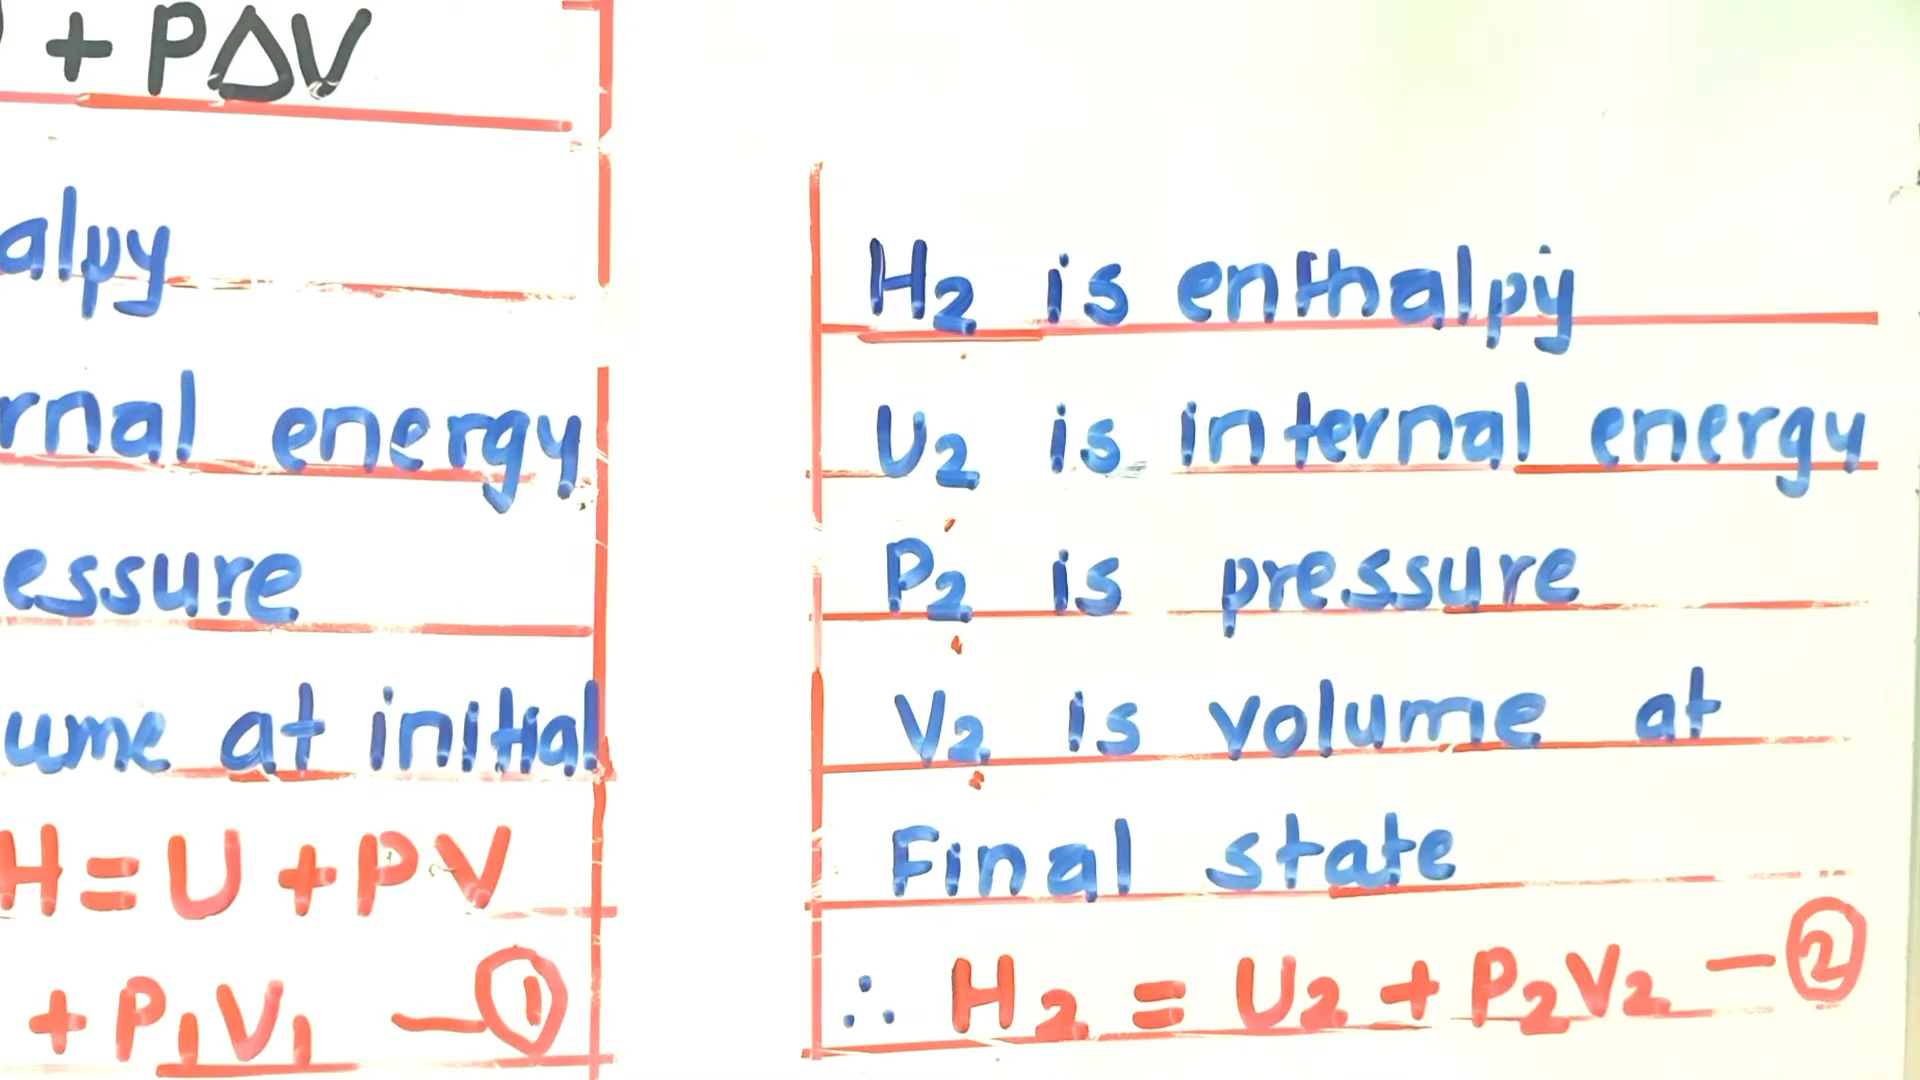 + P∆V
alpy
rnal energy
essure
ume at initial
H = U + PV
+ P₁V₁ — ①
H₂ is enthalpy
U₂ is internal energy
P₂ is pressure
V₂ is volume at
Final state
∴ H₂ = U₂ + P₂V₂ — ②